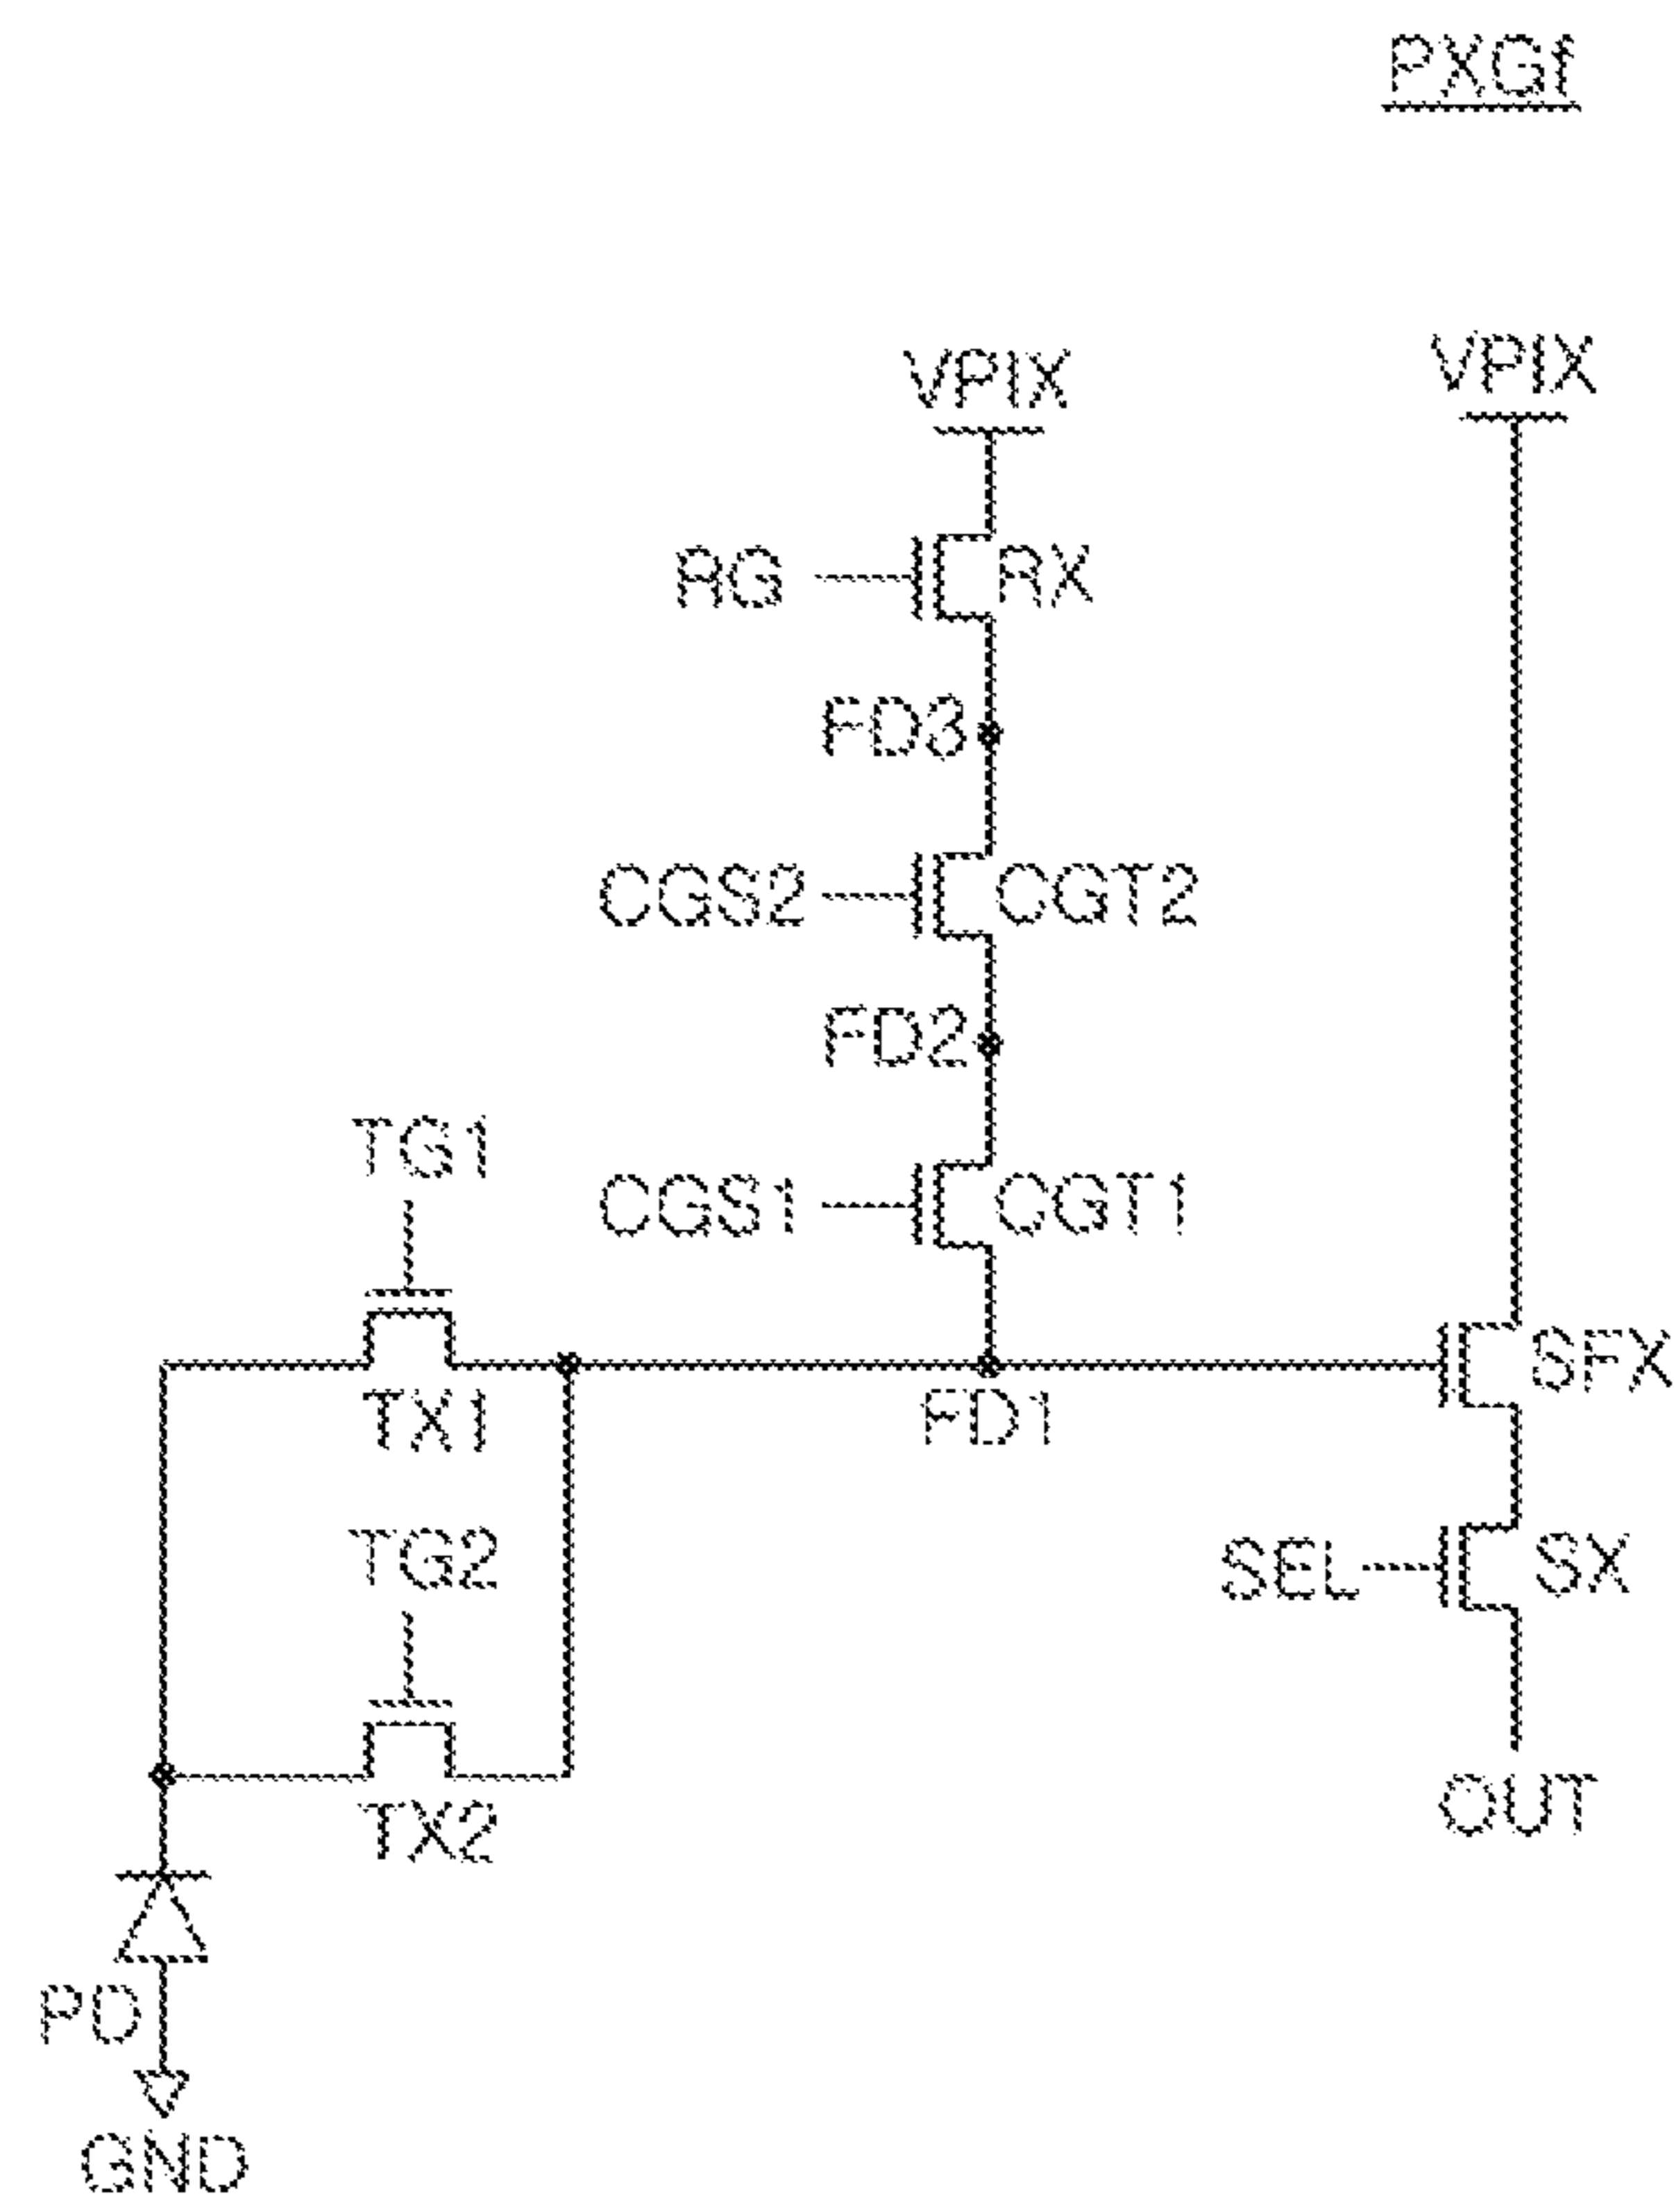 PXGf
VPIX
VPIX
RG
RX
FD3
CGS2
CGT2
FD2
TG1
CGS1
CGT1
SFX
TX1
FD1
TG2
SEL
SX
OUT
TX2
PD
GND